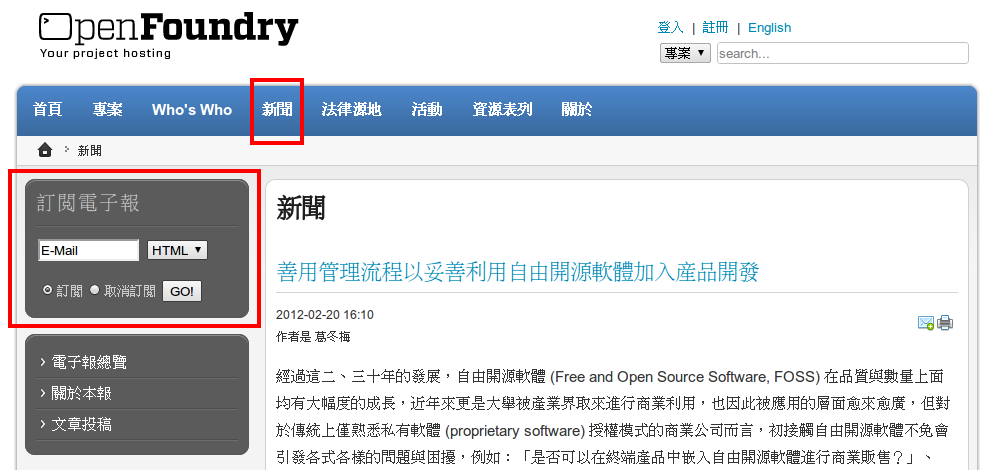 OpenFoundry
Your project hosting
登入 | 註冊 | English
專案 ▼ search...
首頁 專案 Who's Who 新聞 法律源地 活動 資源表列 關於
新聞
訂閱電子報
E-Mail HTML ▼
訂閱 取消訂閱 GO!
電子報總覽
關於本報
文章投稿
新聞
善用管理流程以妥善利用自由開源軟體加入產品開發
2012-02-20 16:10
作者是 葛冬梅
經過這二、三十年的發展，自由開源軟體 (Free and Open Source Software, FOSS) 在品質與數量上面
均有大幅度的成長，近年來更是大舉被產業界取來進行商業利用，也因此被應用的層面愈來愈廣，但對
於傳統上僅熟悉私有軟體 (proprietary software) 授權模式的商業公司而言，初接觸自由開源軟體不免會
引發各式各樣的問題與困擾，例如：「是否可以在終端產品中嵌入自由開源軟體進行商業販售？」、